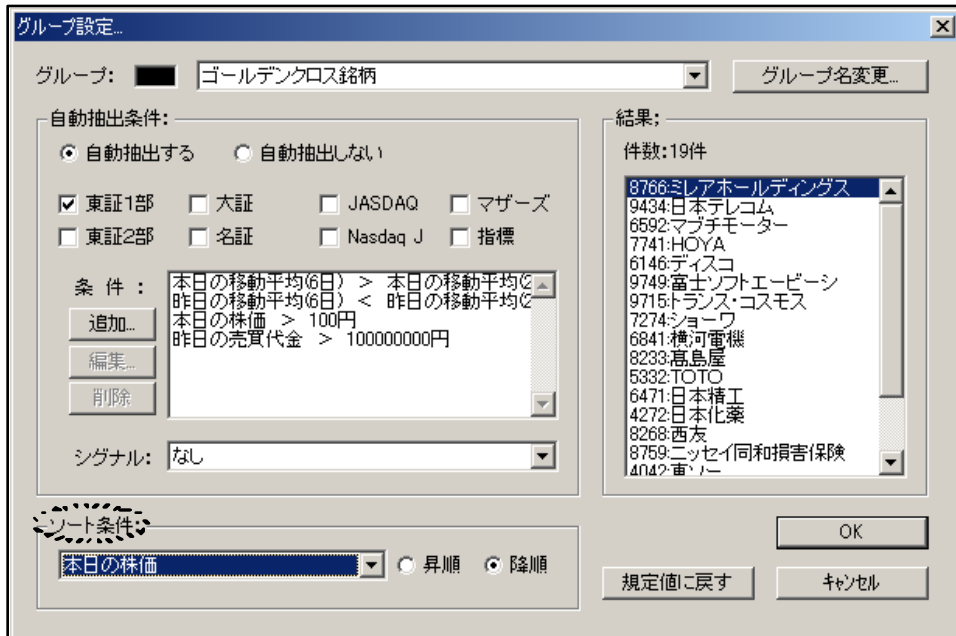 グループ設定...
グループ: ゴールデンクロス銘柄 グループ名変更...
自動抽出条件:
自動抽出する 自動抽出しない
東証1部 大証 JASDAQ マザーズ
東証2部 名証 Nasdaq J 指標
条 件 :
本日の移動平均(6日) > 本日の移動平均(2
昨日の移動平均(6日) < 昨日の移動平均(2
本日の株価 > 100円
昨日の売買代金 > 100000000円
追加...
編集...
削除
シグナル: なし
結果;
件数:19件
8766:ミレアホールディングス
9434:日本テレコム
6592:マブチモーター
7741:HOYA
6146:ディスコ
9749:富士ソフトエービーシ
9715:トランス・コスモス
7274:ショーワ
6841:横河電機
8233:髙島屋
5332:TOTO
6471:日本精工
4272:日本化薬
8268:西友
8759:ニッセイ同和損害保険
4042:東ソー
ソート条件:
本日の株価 昇順 降順
OK
規定値に戻す キャンセル